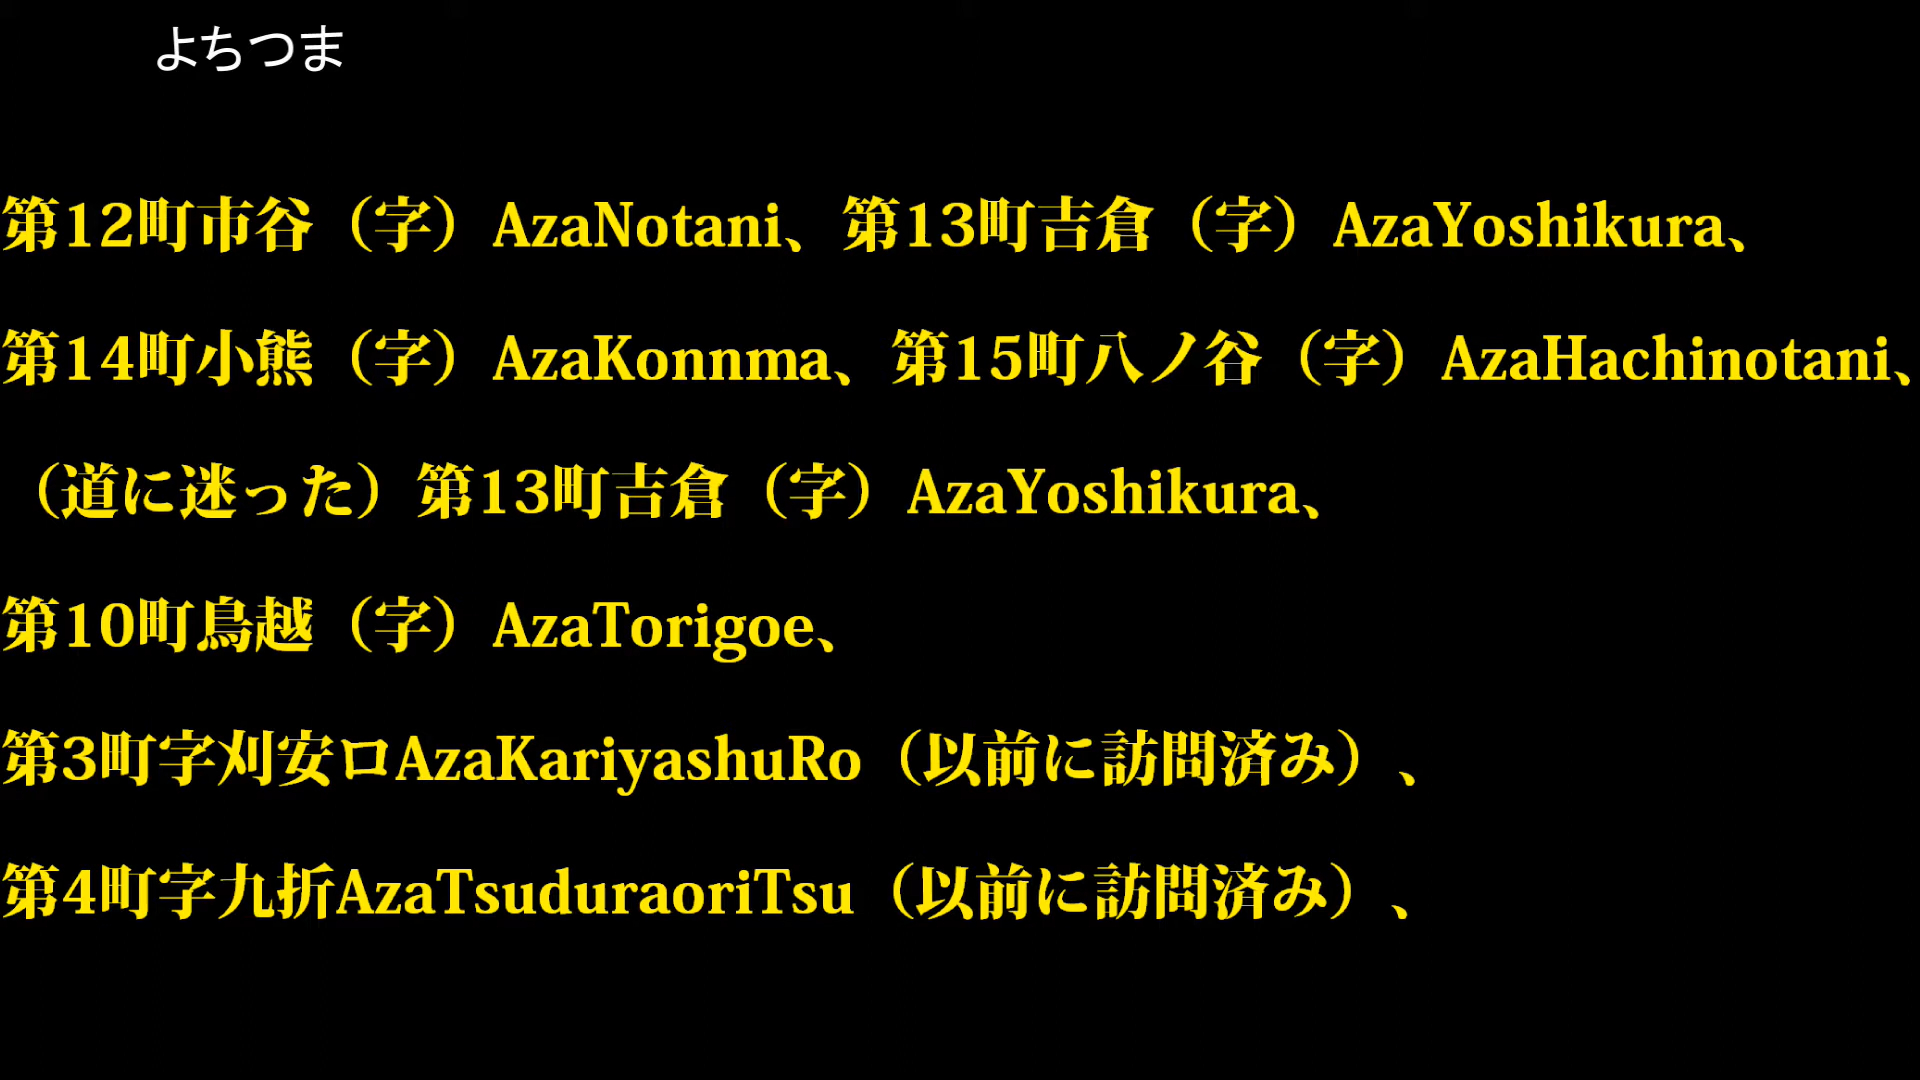 よちつま
第12町市谷（字）AzaNotani、第13町吉倉（字）AzaYoshikura、
第14町小熊（字）AzaKonnma、第15町八ノ谷（字）AzaHachinotani、
（道に迷った）第13町吉倉（字）AzaYoshikura、
第10町鳥越（字）AzaTorigoe、
第3町字刈安口AzaKariyashuRo（以前に訪問済み）、
第4町字九折AzaTsuduraoriTsu（以前に訪問済み）、